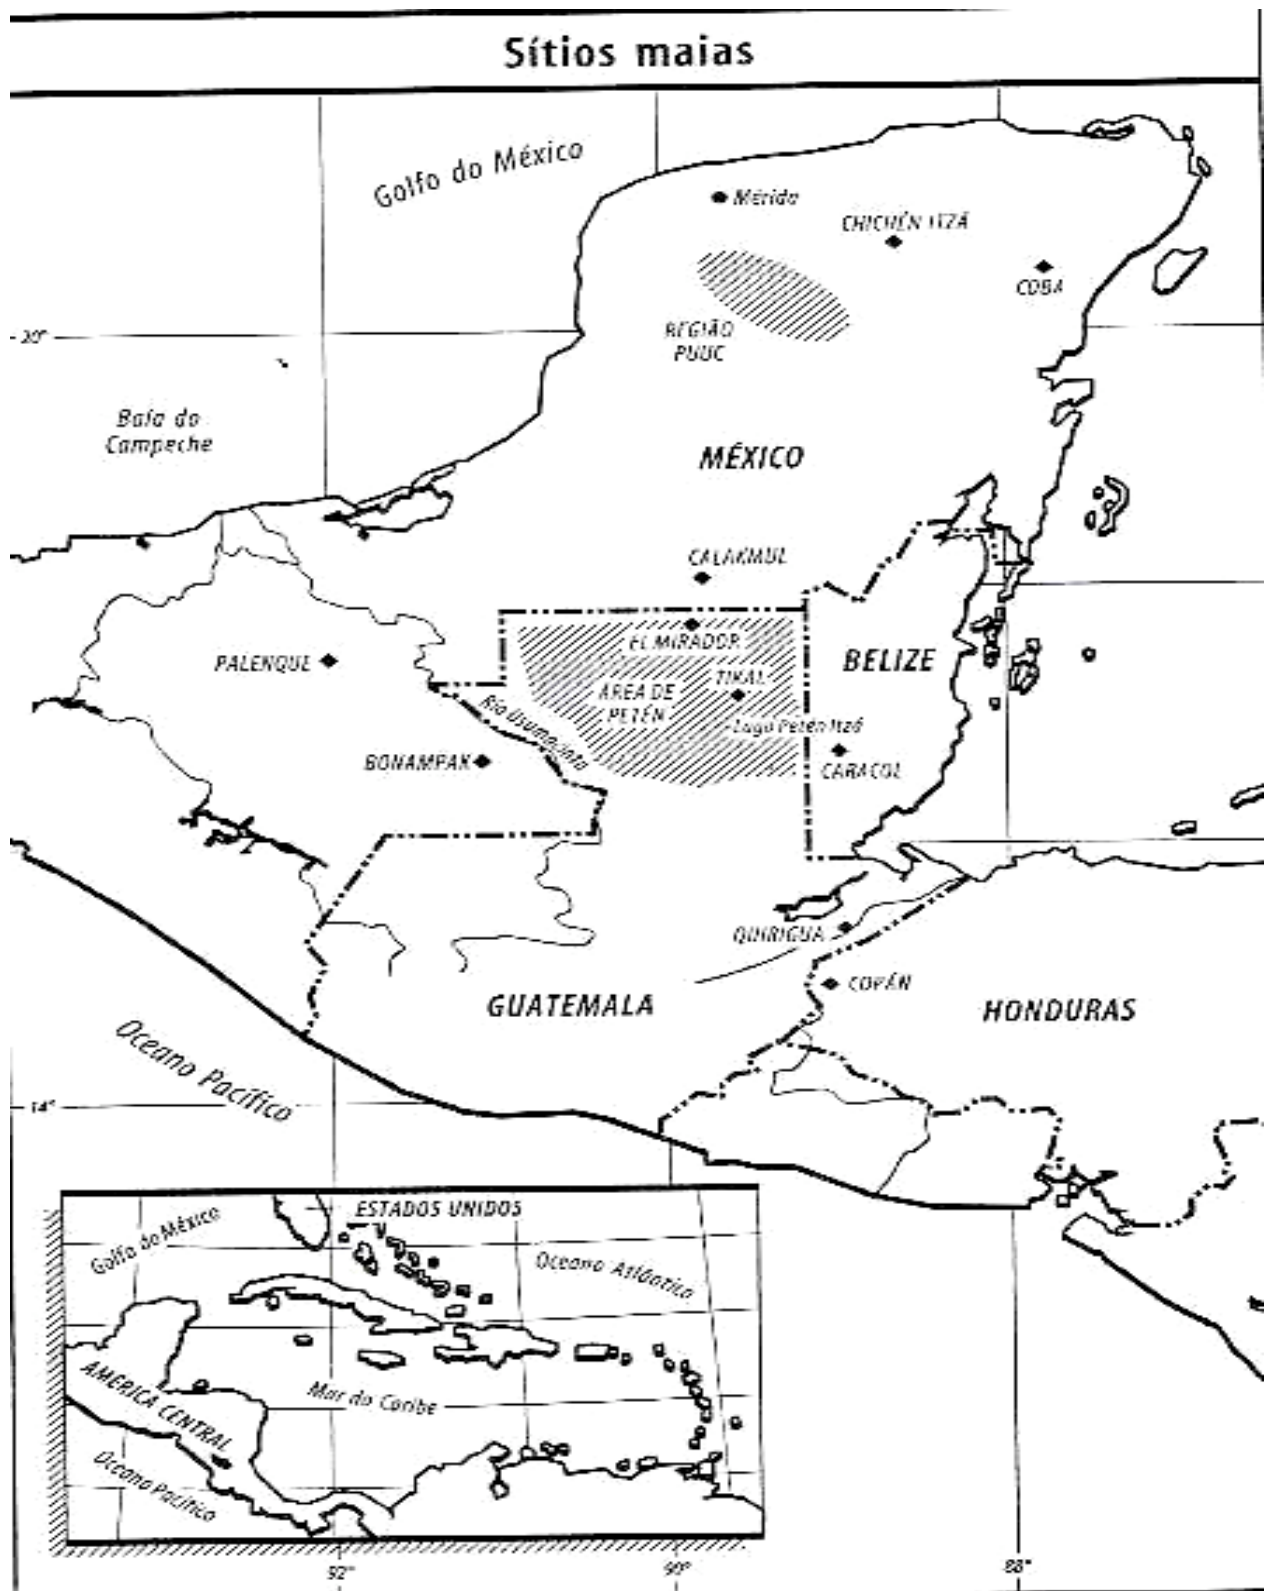 Sítios maias
Golfo do México
Mérida
CHICHÉN ITZÁ
COBA
REGIÃO
PUUC
20°
Baía do
Campeche
MÉXICO
CALAKMUL
EL MIRADOR
PALENQUE
BELIZE
TIKAL
ÁREA DE
PETÉN
Rio Usumacinta
Lago Petén Itzá
BONAMPAK
CARACOL
QUIRIGUA
COPÁN
GUATEMALA
HONDURAS
Oceano Pacífico
14°
ESTADOS UNIDOS
Golfo do México
Oceano Atlântico
AMÉRICA CENTRAL
Mar do Caribe
Oceano Pacífico
92°
90°
88°